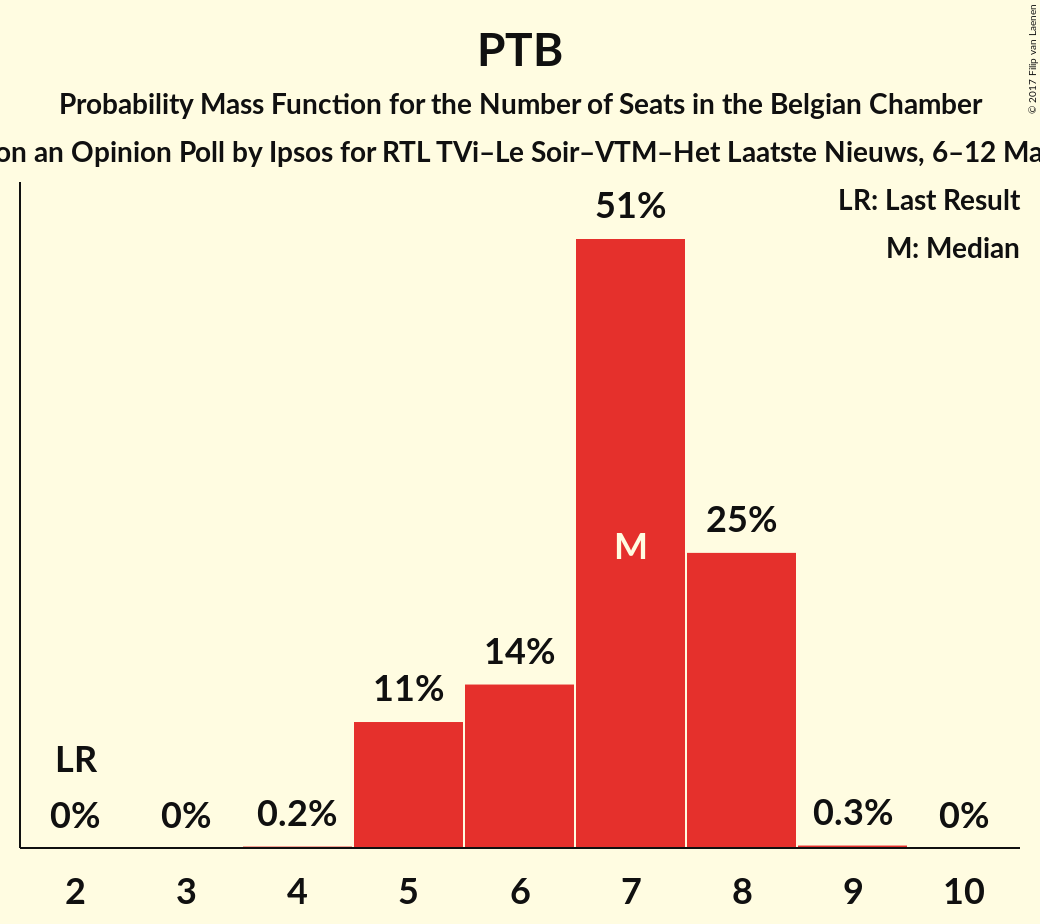 PTB
Probability Mass Function for the Number of Seats in the Belgian Chamber
on an Opinion Poll by Ipsos for RTL TVi–Le Soir–VTM–Het Laatste Nieuws, 6–12 Ma
© 2017 Filip van Laenen
LR: Last Result
M: Median
51%
25%
M
14%
11%
LR
0%
0%
0.2%
0.3%
0%
2 3 4 5 6 7 8 9 10